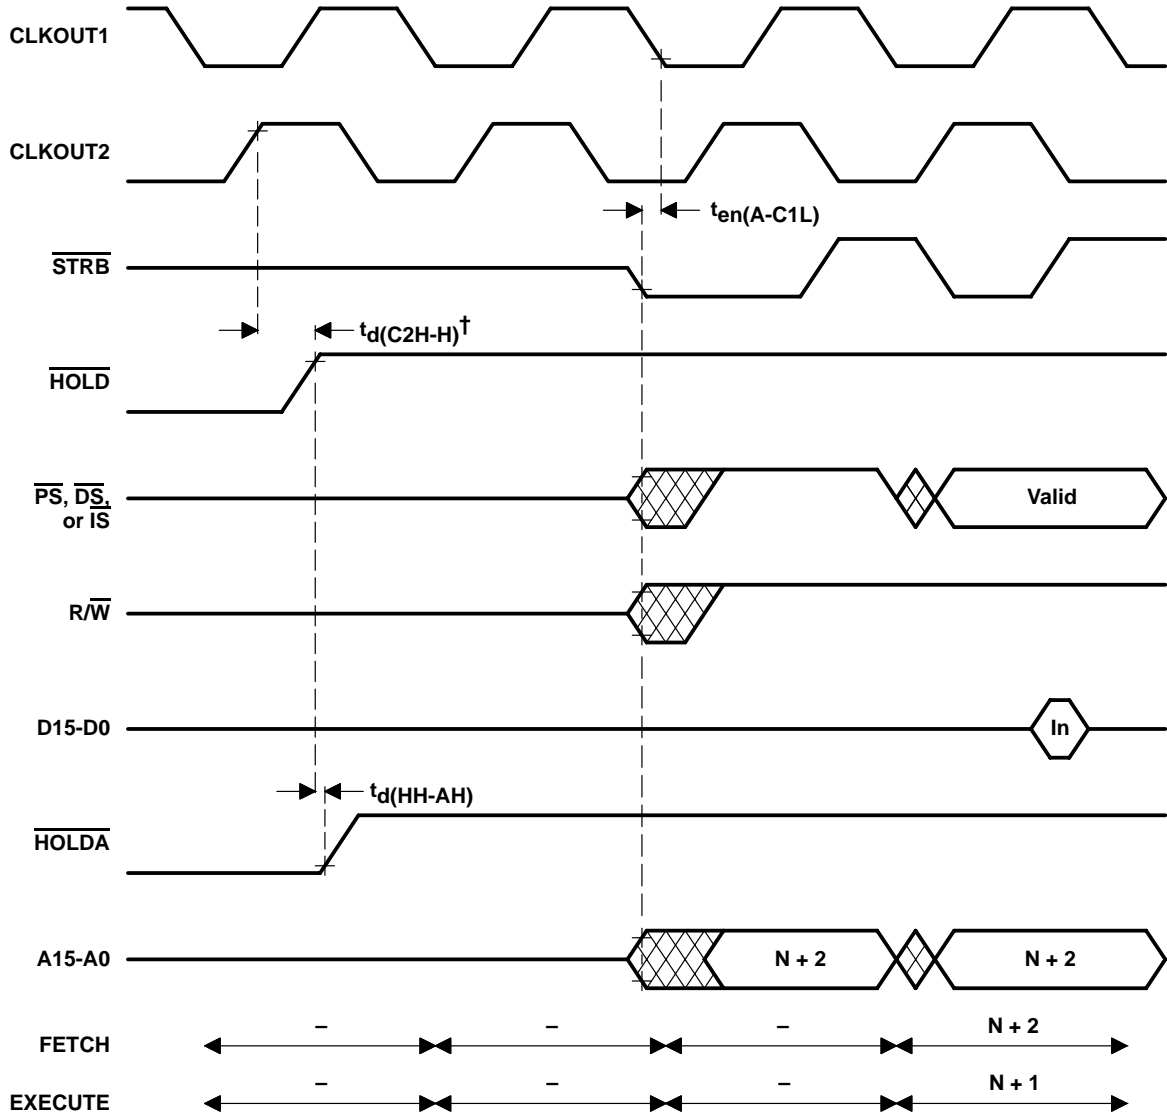 CLKOUT1
CLKOUT2
ten(A-C1L)
STRB
td(C2H-H)†
HOLD
PS, DS,
or IS
Valid
R/W
D15-D0
In
td(HH-AH)
HOLDA
A15-A0
N + 2
N + 2
– – – N + 2
FETCH
– – – N + 1
EXECUTE